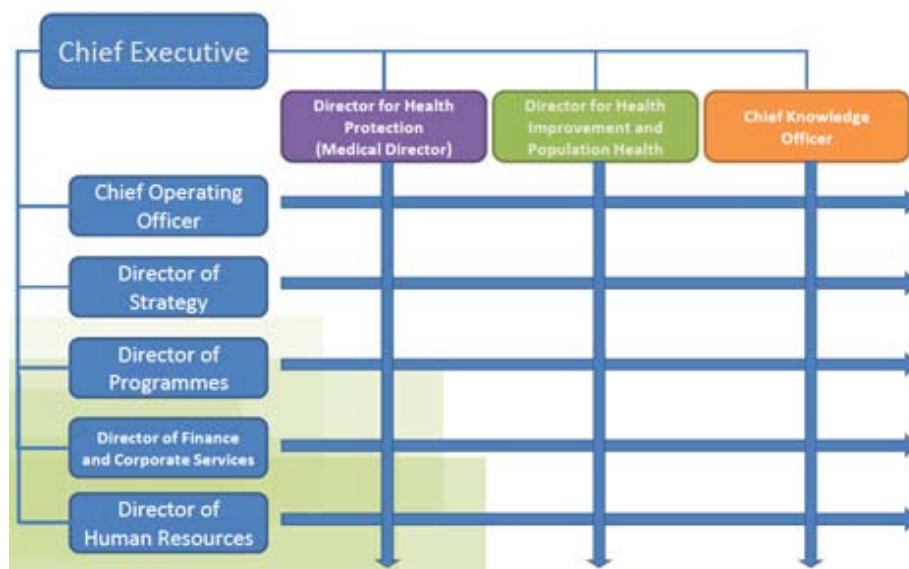 Chief Executive
Director for Health
Protection
(Medical Director)
Director for Health
Improvement and
Population Health
Chief Knowledge
Officer
Chief Operating
Officer
Director of
Strategy
Director of
Programmes
Director of Finance
and Corporate Services
Director of
Human Resources